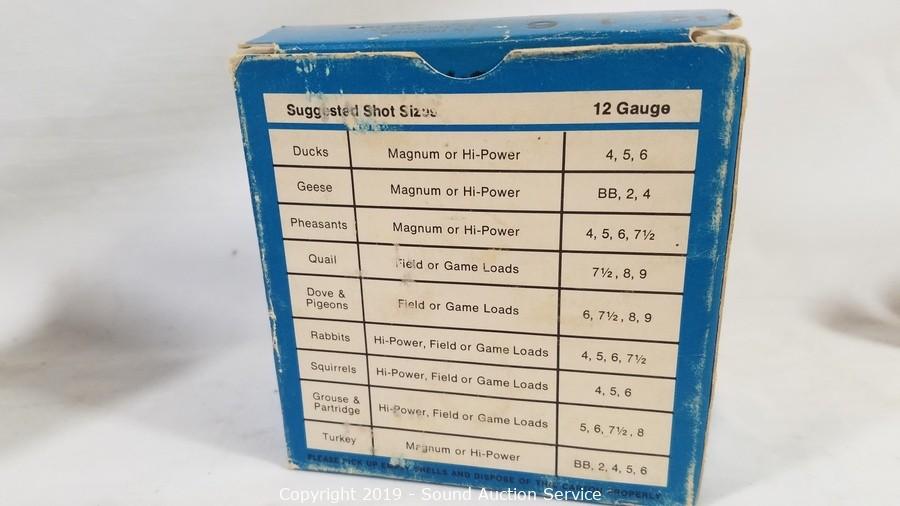 Suggested Shot Sizes 12 Gauge
Ducks Magnum or Hi-Power 4, 5, 6
Geese Magnum or Hi-Power BB, 2, 4
Pheasants Magnum or Hi-Power 4, 5, 6, 7½
Quail Field or Game Loads 7½, 8, 9
Dove &
Pigeons Field or Game Loads 6, 7½, 8, 9
Rabbits Hi-Power, Field or Game Loads 4, 5, 6, 7½
Squirrels Hi-Power, Field or Game Loads 4, 5, 6
Grouse &
Partridge Hi-Power, Field or Game Loads 5, 6, 7½, 8
Turkey Magnum or Hi-Power BB, 2, 4, 5, 6
PLEASE PICK UP EMPTY SHELLS AND DISPOSE OF THIS CARTON PROPERLY
Copyright 2019 - Sound Auction Service